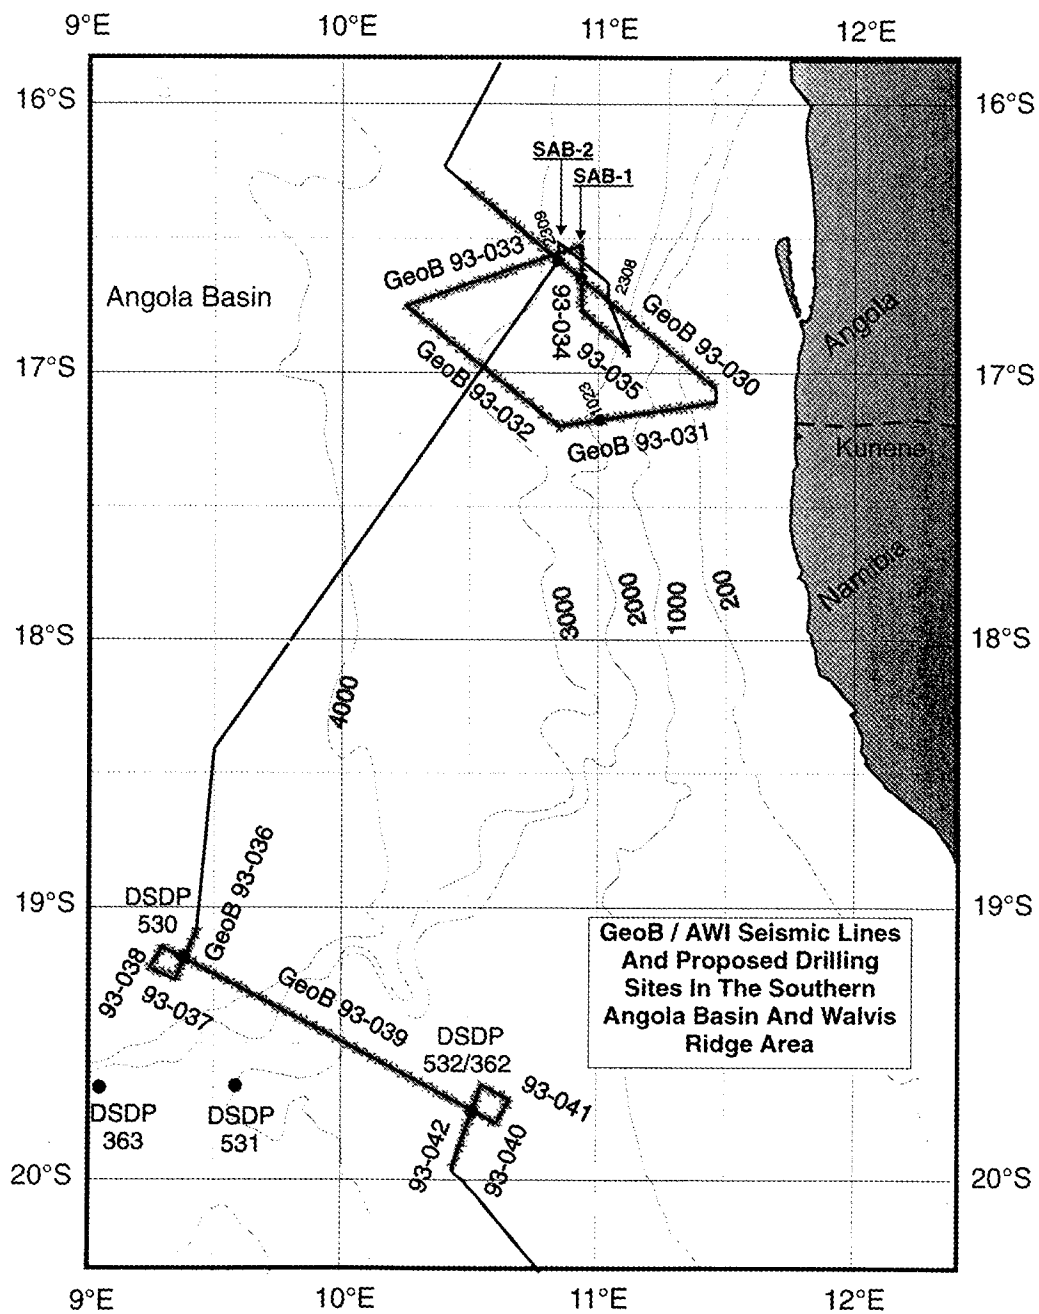 9°E
10°E
11°E
12°E
16°S
16°S
SAB-2
SAB-1
2309
GeoB 93-033
2308
Angola Basin
93-034
GeoB 93-030
Angola
93-035
GeoB 93-032
17°S
17°S
1023
GeoB 93-031
Kunene
Namibia
3000
2000
1000
200
18°S
18°S
4000
GeoB 93-036
DSDP
530
19°S
19°S
93-038
93-037
GeoB 93-039
GeoB / AWI Seismic Lines
And Proposed Drilling
Sites In The Southern
Angola Basin And Walvis
Ridge Area
DSDP
532/362
93-041
DSDP
363
DSDP
531
93-042
93-040
20°S
20°S
9°E
10°E
11°E
12°E